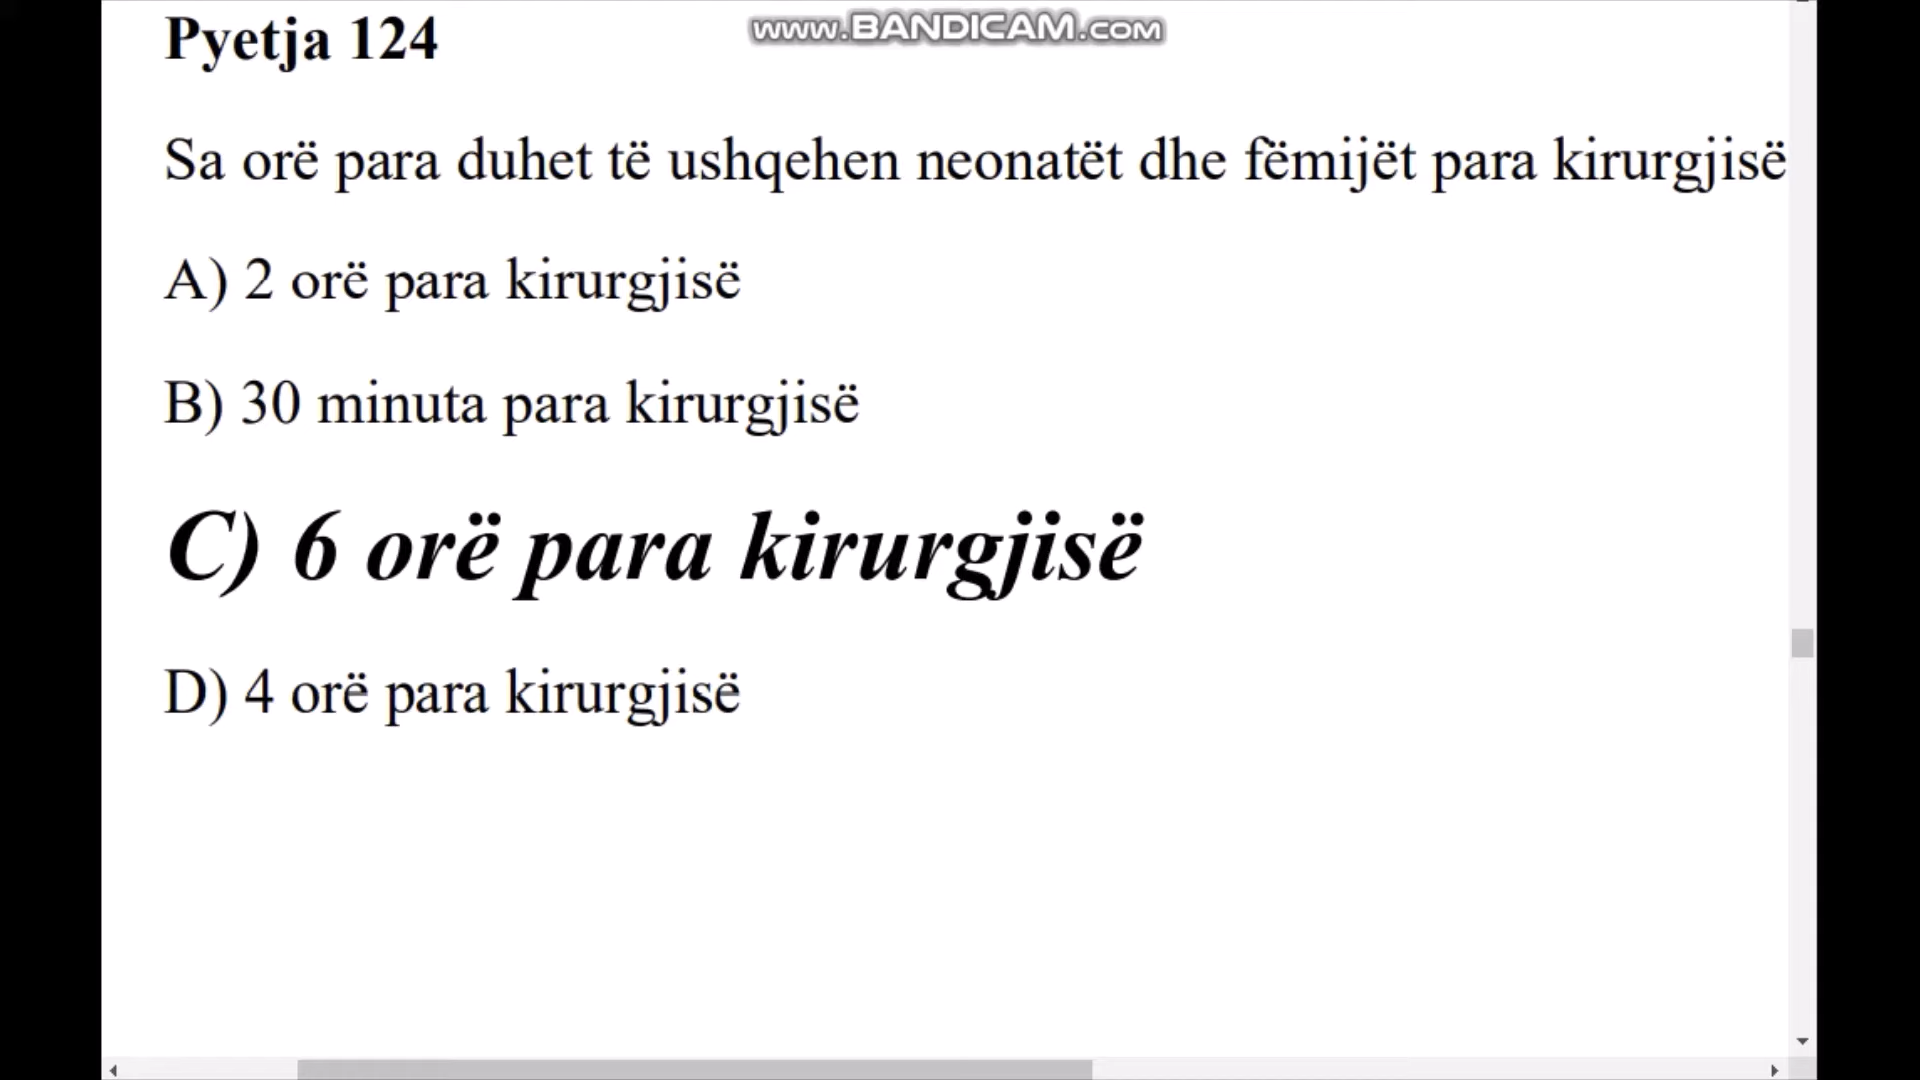 www.BANDICAM.com
Pyetja 124
Sa orë para duhet të ushqehen neonatët dhe fëmijët para kirurgjisë
A) 2 orë para kirurgjisë
B) 30 minuta para kirurgjisë
C) 6 orë para kirurgjisë
D) 4 orë para kirurgjisë